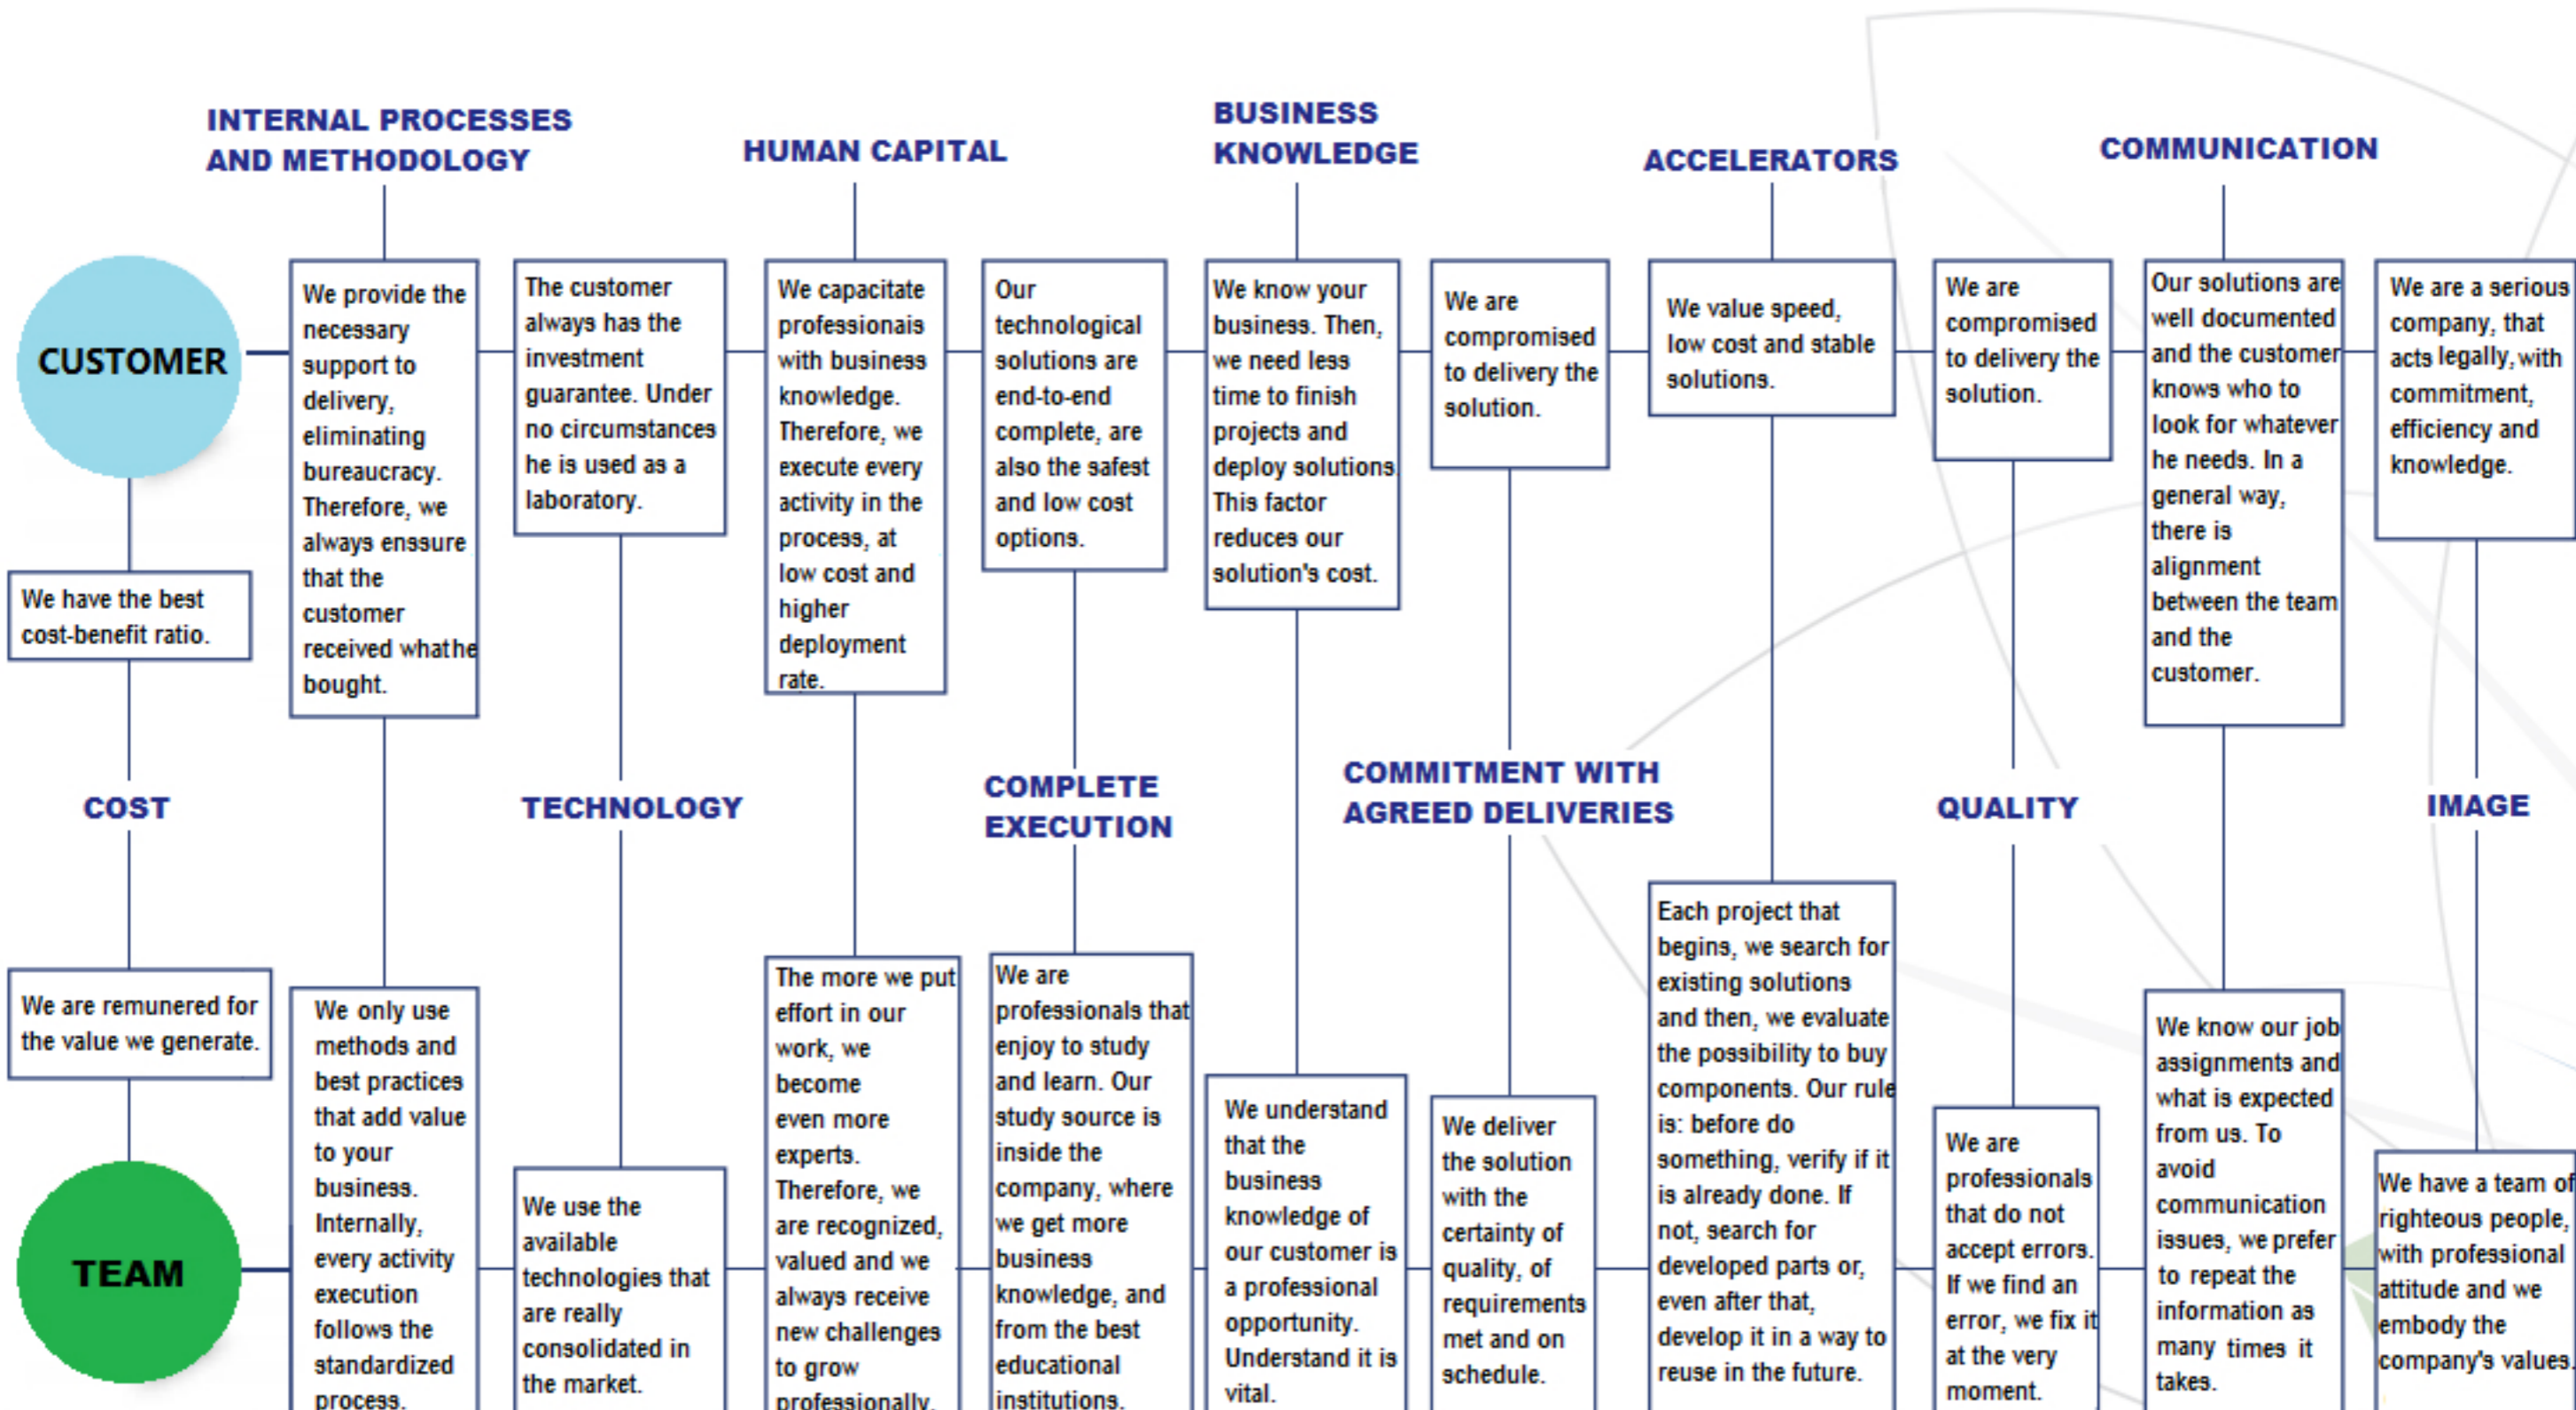 INTERNAL PROCESSES
AND METHODOLOGY
HUMAN CAPITAL
BUSINESS
KNOWLEDGE
ACCELERATORS
COMMUNICATION
CUSTOMER
We provide the
necessary
support to
delivery,
eliminating
bureaucracy.
Therefore, we
always enssure
that the
customer
received what he
bought.
The customer
always has the
investment
guarantee. Under
no circumstances
he is used as a
laboratory.
We capacitate
professionais
with business
knowledge.
Therefore, we
execute every
activity in the
process, at
low cost and
higher
deployment
rate.
Our
technological
solutions are
end-to-end
complete, are
also the safest
and low cost
options.
We know your
business. Then,
we need less
time to finish
projects and
deploy solutions
This factor
reduces our
solution's cost.
We are
compromised
to delivery the
solution.
We value speed,
low cost and stable
solutions.
We are
compromised
to delivery the
solution.
Our solutions are
well documented
and the customer
knows who to
look for whatever
he needs. In a
general way,
there is
alignment
between the team
and the
customer.
We are a serious
company, that
acts legally, with
commitment,
efficiency and
knowledge.
We have the best
cost-benefit ratio.
COST
TECHNOLOGY
COMPLETE
EXECUTION
COMMITMENT WITH
AGREED DELIVERIES
QUALITY
IMAGE
We are remunered for
the value we generate.
TEAM
We only use
methods and
best practices
that add value
to your
business.
Internally,
every activity
execution
follows the
standardized
process.
We use the
available
technologies that
are really
consolidated in
the market.
The more we put
effort in our
work, we
become
even more
experts.
Therefore, we
are recognized,
valued and we
always receive
new challenges
to grow
professionally.
We are
professionals that
enjoy to study
and learn. Our
study source is
inside the
company, where
we get more
business
knowledge, and
from the best
educational
institutions.
We understand
that the
business
knowledge of
our customer is
a professional
opportunity.
Understand it is
vital.
We deliver
the solution
with the
certainty of
quality, of
requirements
met and on
schedule.
Each project that
begins, we search for
existing solutions
and then, we evaluate
the possibility to buy
components. Our rule
is: before do
something, verify if it
is already done. If
not, search for
developed parts or,
even after that,
develop it in a way to
reuse in the future.
We are
professionals
that do not
accept errors.
If we find an
error, we fix it
at the very
moment.
We know our job
assignments and
what is expected
from us. To
avoid
communication
issues, we prefer
to repeat the
information as
many times it
takes.
We have a team of
righteous people,
with professional
attitude and we
embody the
company's values.